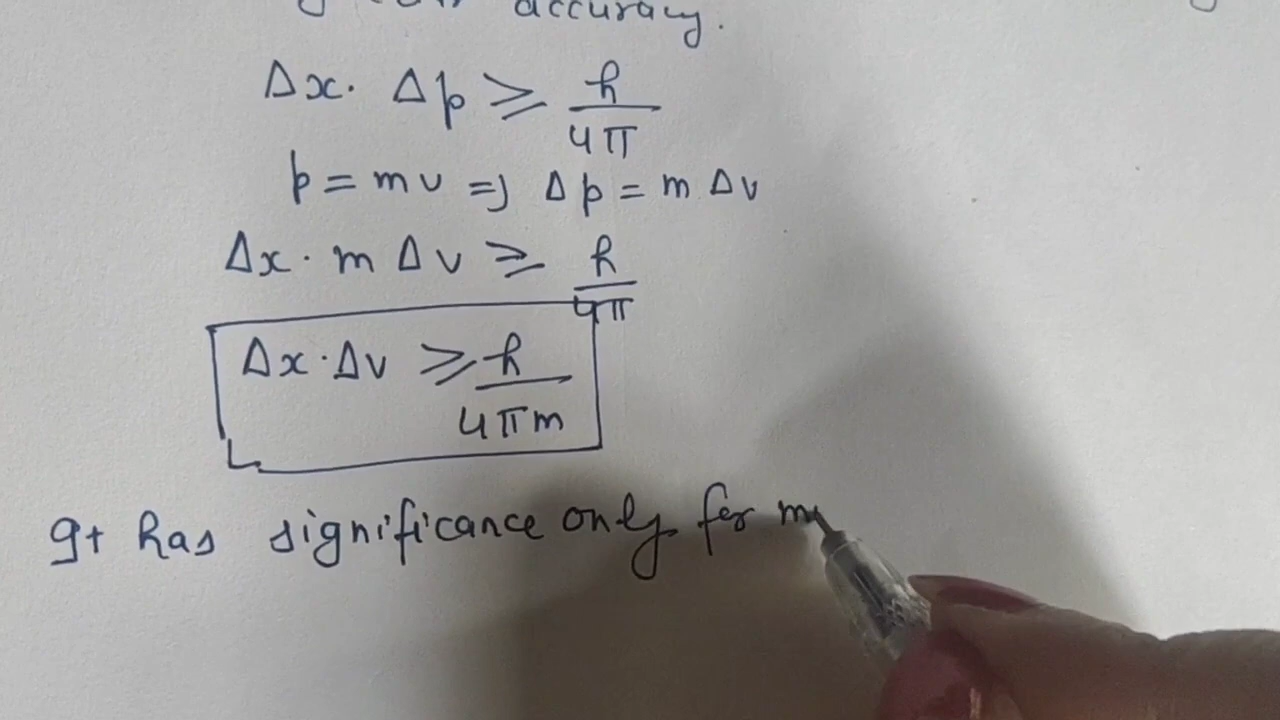 accuracy.
Δx. Δp ≥ h/4π
p = mv => Δp = m Δv
Δx · m Δv ≥ h/4π
Δx · Δv ≥ h/4πm
It has significance only for m